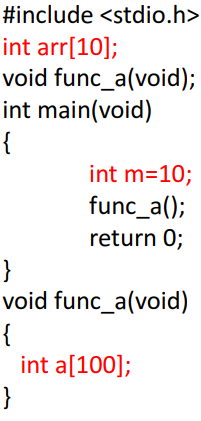 #include <stdio.h>
int arr[10];
void func_a(void);
int main(void)
{
int m=10;
func_a();
return 0;
}
void func_a(void)
{
int a[100];
}